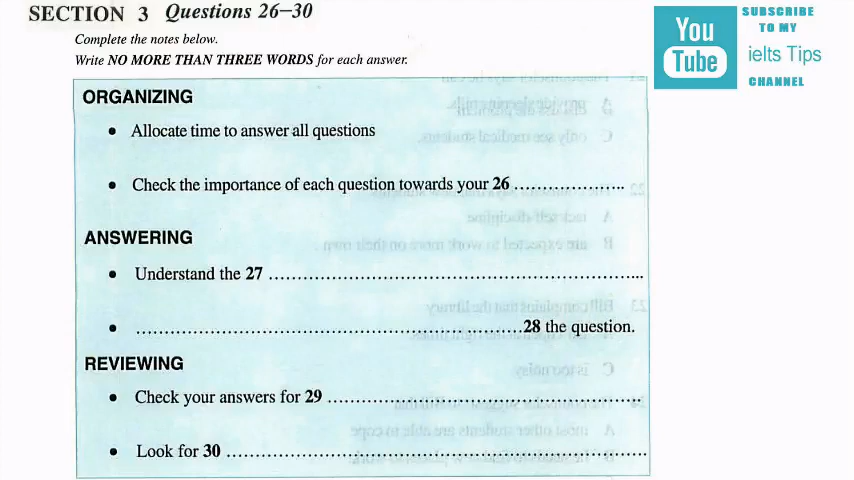 SECTION 3 Questions 26–30
Complete the notes below.
Write NO MORE THAN THREE WORDS for each answer.
ORGANIZING
• Allocate time to answer all questions
• Check the importance of each question towards your 26 ....................
ANSWERING
• Understand the 27 ....................
• .................... 28 the question.
REVIEWING
• Check your answers for 29 ....................
• Look for 30 ....................
You
Tube
SUBSCRIBE
TO MY
ielts Tips
CHANNEL